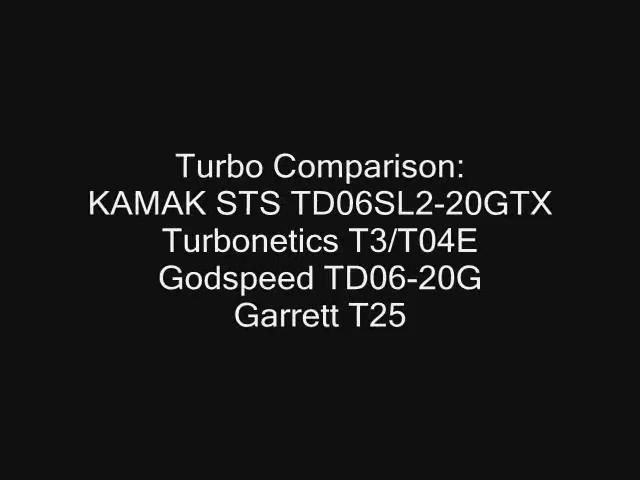 Turbo Comparison:
KAMAK STS TD06SL2-20GTX
Turbonetics T3/T04E
Godspeed TD06-20G
Garrett T25